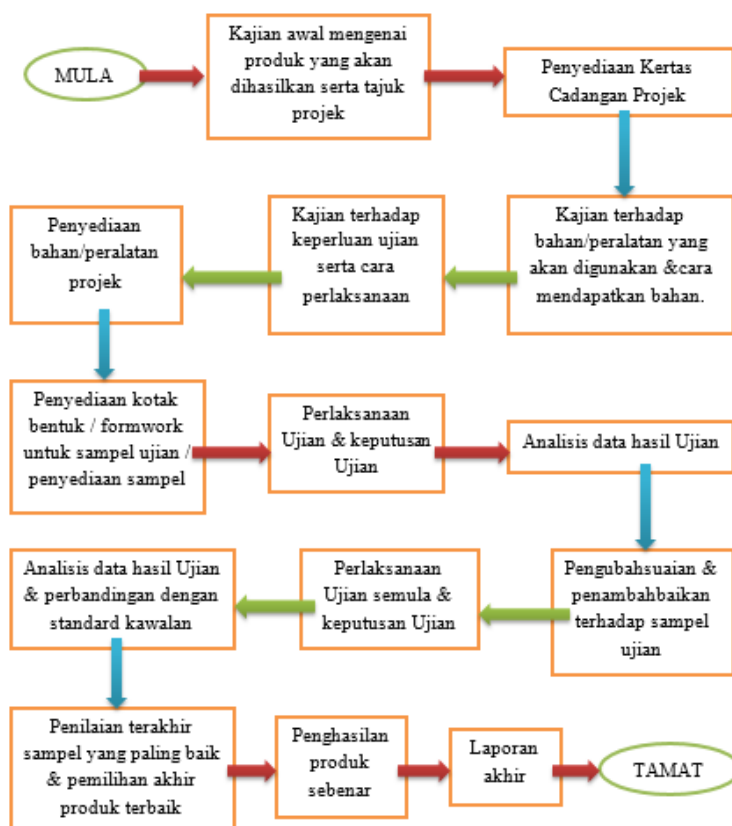 MULA
Kajian awal mengenai
produk yang akan
dihasilkan serta tajuk
projek
Penyediaan Kertas
Cadangan Projek
Kajian terhadap
bahan/peralatan yang
akan digunakan &cara
mendapatkan bahan.
Kajian terhadap
keperluan ujian
serta cara
perlaksanaan
Penyediaan
bahan/peralatan
projek
Penyediaan kotak
bentuk / formwork
untuk sampel ujian /
penyediaan sampel
Perlaksanaan
Ujian & keputusan
Ujian
Analisis data hasil Ujian
Pengubahsuaian &
penambahbaikan
terhadap sampel
ujian
Perlaksanaan
Ujian semula &
keputusan Ujian
Analisis data hasil Ujian
& perbandingan dengan
standard kawalan
Penilaian terakhir
sampel yang paling baik
& pemilihan akhir
produk terbaik
Penghasilan
produk
sebenar
Laporan
akhir
TAMAT